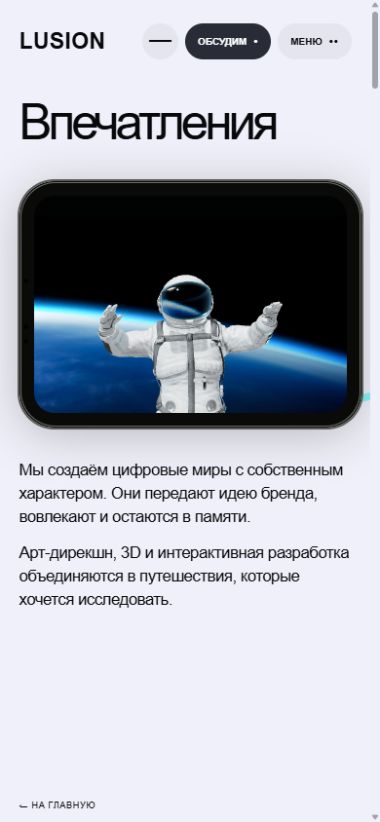 LUSION
ОБСУДИМ •
МЕНЮ ••
Впечатления
Мы создаём цифровые миры с собственным
характером. Они передают идею бренда,
вовлекают и остаются в памяти.
Арт-дирекшн, 3D и интерактивная разработка
объединяются в путешествия, которые
хочется исследовать.
← НА ГЛАВНУЮ